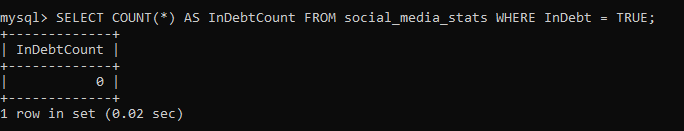 mysql> SELECT COUNT(*) AS InDebtCount FROM social_media_stats WHERE InDebt = TRUE;
+-------------+
| InDebtCount |
+-------------+
|           0 |
+-------------+
1 row in set (0.02 sec)